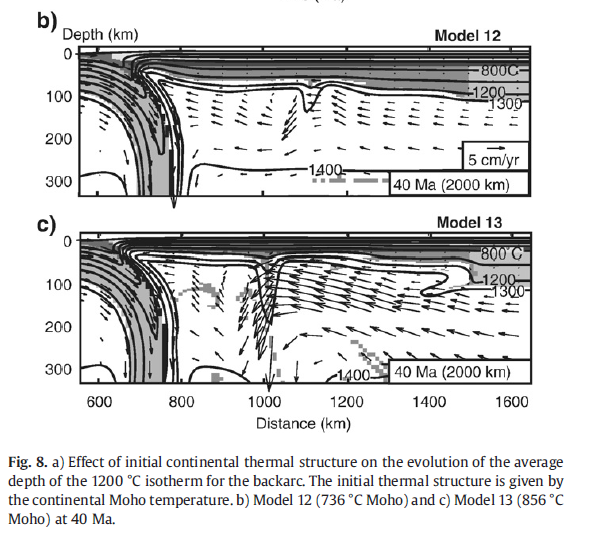 b)
Depth (km)
Model 12
0
100
200
300
800C
1200
1300
1400
5 cm/yr
40 Ma (2000 km)
c)
Model 13
0
100
200
300
800°C
1200
1300
1400
40 Ma (2000 km)
600 800 1000 1200 1400 1600
Distance (km)
Fig. 8. a) Effect of initial continental thermal structure on the evolution of the average
depth of the 1200 °C isotherm for the backarc. The initial thermal structure is given by
the continental Moho temperature. b) Model 12 (736 °C Moho) and c) Model 13 (856 °C
Moho) at 40 Ma.